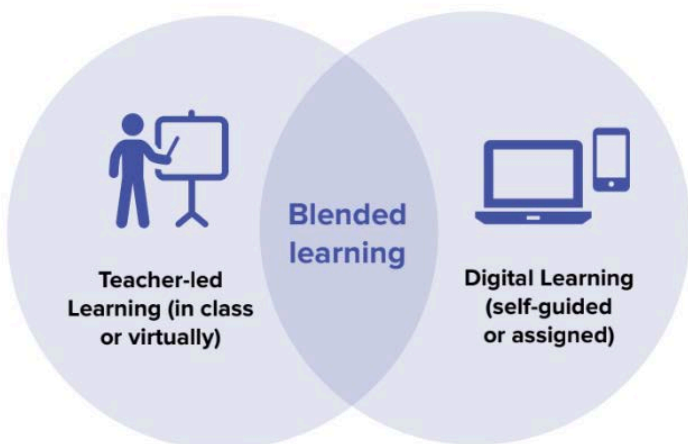 Blended
learning
Teacher-led
Learning (in class
or virtually)
Digital Learning
(self-guided
or assigned)